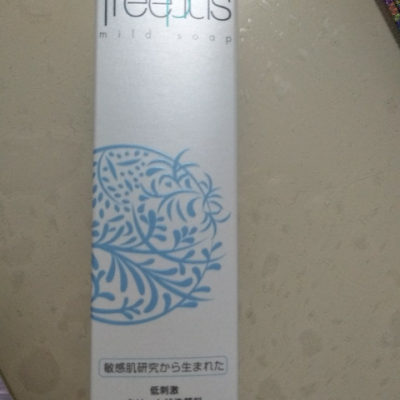 freeplus
mild soap
敏感肌研究から生まれた
低刺激